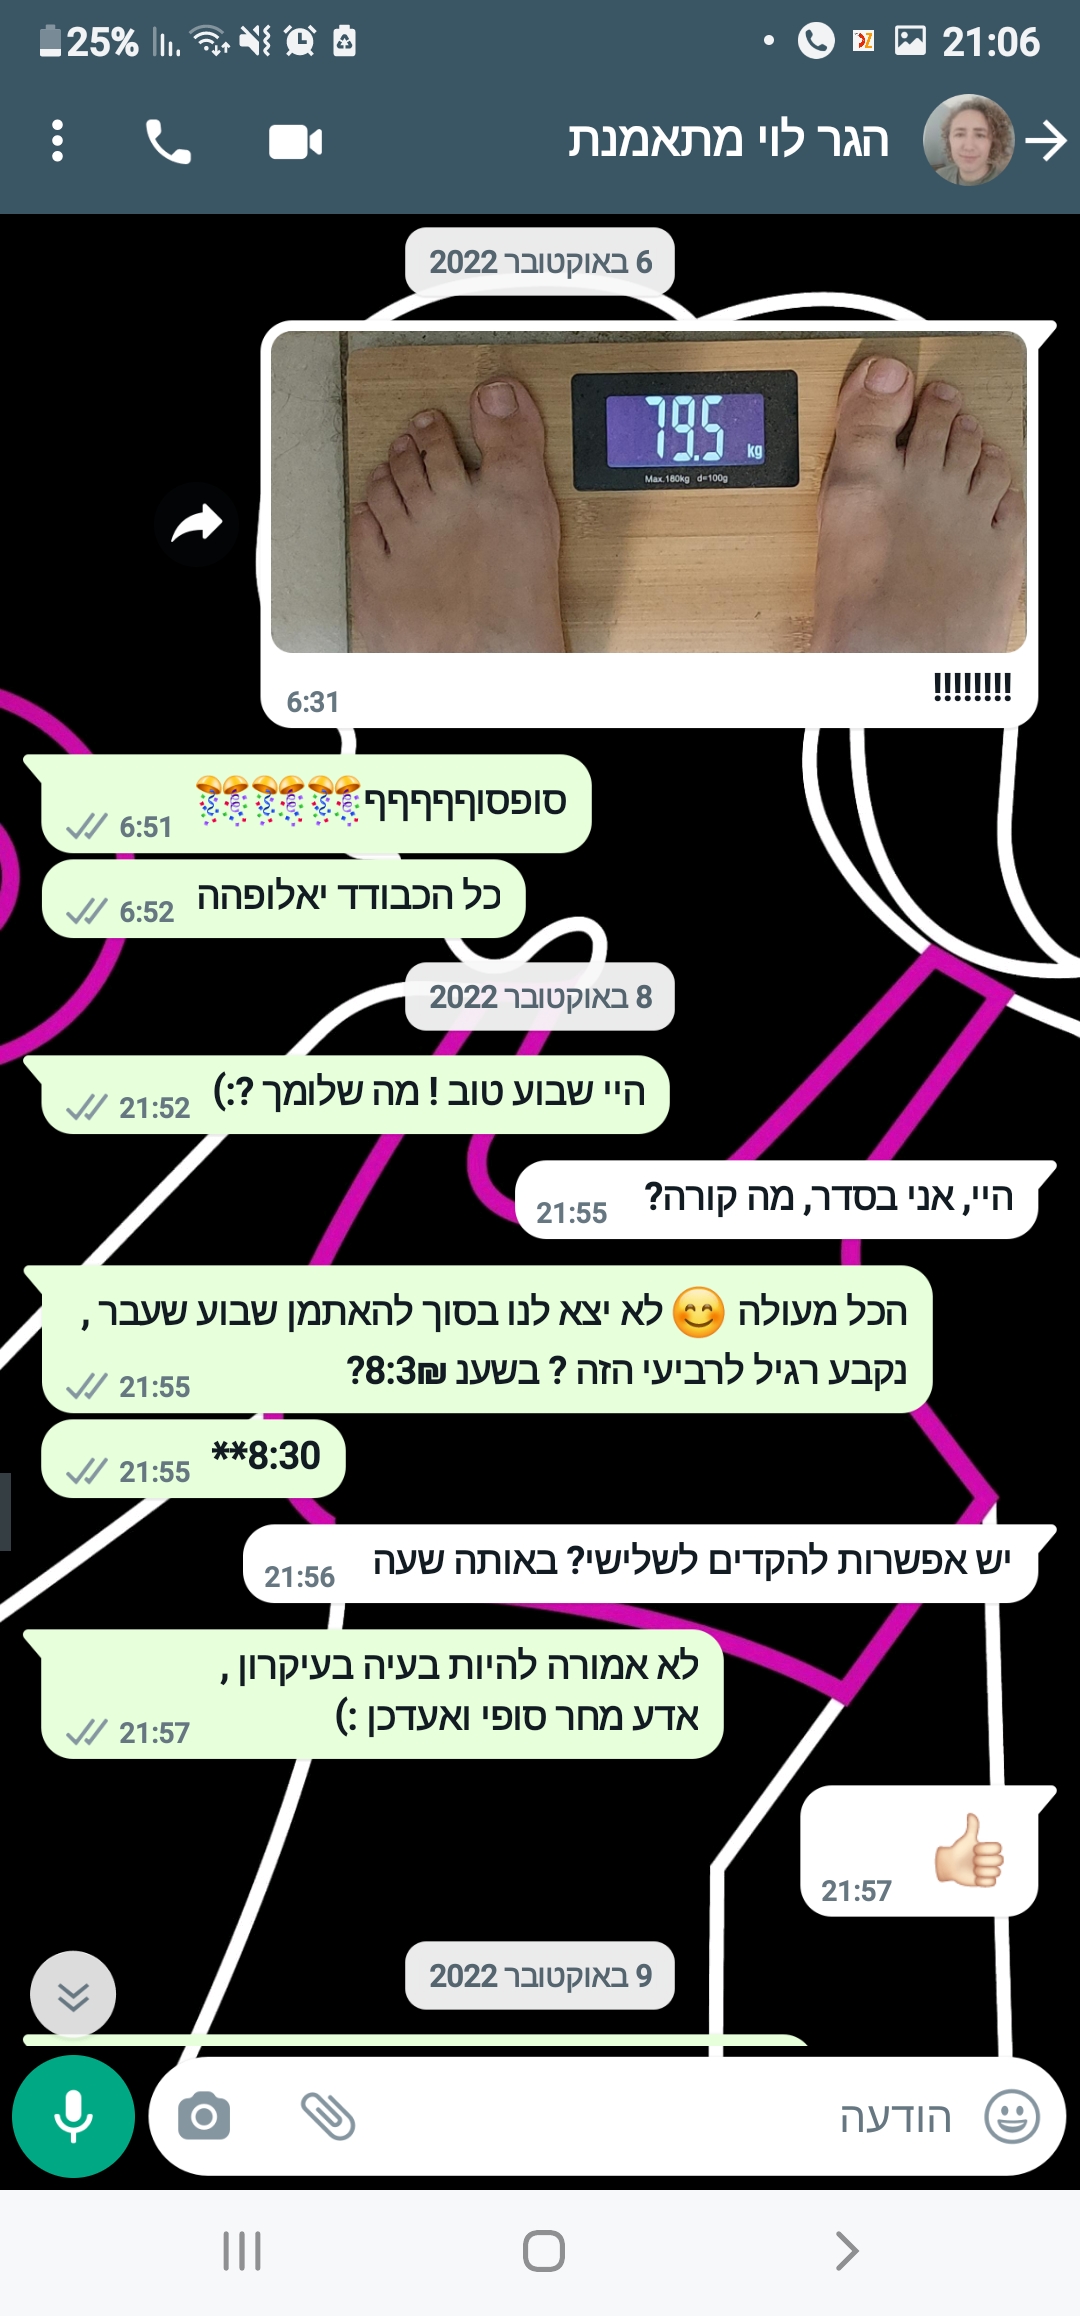 25%
21:06
הגר לוי מתאמנת
6 באוקטובר 2022
79.5 kg
Max.180kg d=100g
!!!!!!!!
6:31
סופסוףףףףף🎊🎊🎊🎊🎊🎊
6:51
כל הכבודדד יאלופההה
6:52
8 באוקטובר 2022
היי שבוע טוב ! מה שלומך ?:)
21:52
היי, אני בסדר, מה קורה?
21:55
הכל מעולה 😊 לא יצא לנו בסוך להאתמן שבוע שעבר ,
נקבע רגיל לרביעי הזה ? בשענ 8:3₪?
21:55
8:30**
21:55
יש אפשרות להקדים לשלישי? באותה שעה
21:56
לא אמורה להיות בעיה בעיקרון ,
אדע מחר סופי ואעדכן :)
21:57
👍🏻
21:57
9 באוקטובר 2022
הודעה